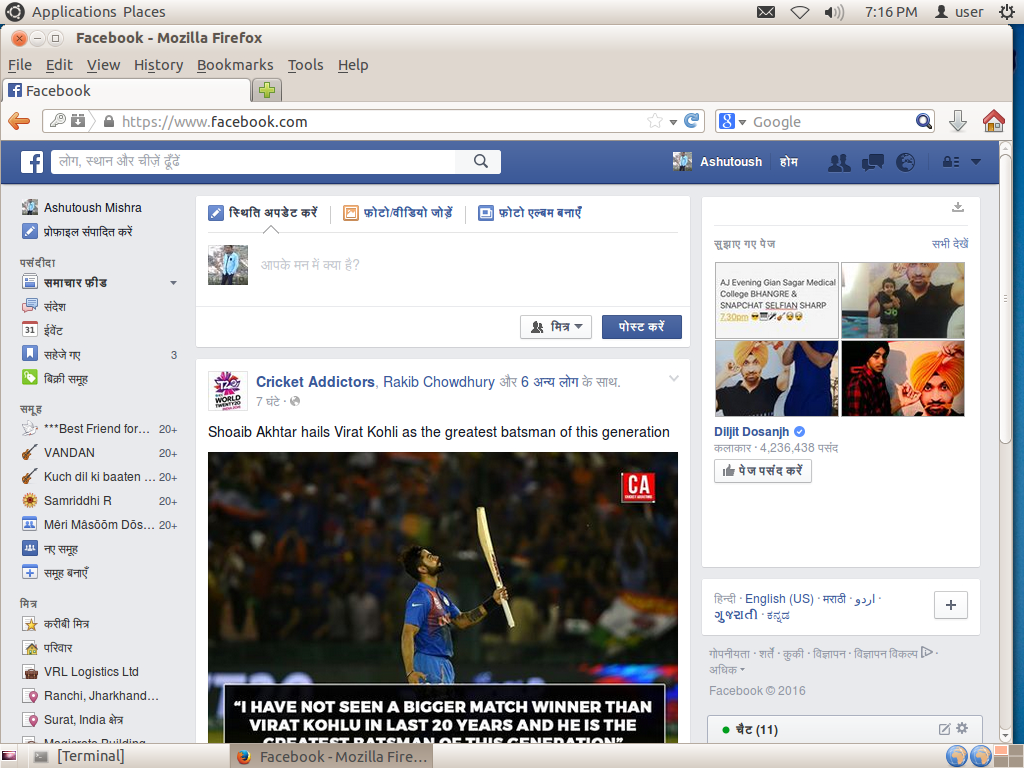 Applications Places
7:16 PM user
Facebook - Mozilla Firefox
File Edit View History Bookmarks Tools Help
Facebook
https://www.facebook.com
Google
लोग, स्थान और चीज़ें ढूँढें
Ashutoush होम
Ashutoush Mishra
प्रोफ़ाइल संपादित करें
पसंदीदा
समाचार फ़ीड
संदेश
31 ईवेंट
सहेजे गए 3
बिक्री समूह
समूह
***Best Friend for... 20+
VANDAN 20+
Kuch dil ki baaten ... 20+
Samriddhi R 20+
Mêri Mâsõõm Dõs... 20+
नए समूह
समूह बनाएँ
मित्र
करीबी मित्र
परिवार
VRL Logistics Ltd
Ranchi, Jharkhand...
Surat, India क्षेत्र
स्थिति अपडेट करें
फ़ोटो/वीडियो जोड़ें
फ़ोटो एल्बम बनाएँ
आपके मन में क्या है?
मित्र
पोस्ट करें
WORLD
TWENTY20
Cricket Addictors, Rakib Chowdhury और 6 अन्य लोग के साथ.
7 घंटे ·
Shoaib Akhtar hails Virat Kohli as the greatest batsman of this generation
CA
CRICKET ADDICTORS
“I HAVE NOT SEEN A BIGGER MATCH WINNER THAN
VIRAT KOHLU IN LAST 20 YEARS AND HE IS THE
GREATEST BATSMAN OF THIS GENERATION”
सुझाए गए पेज सभी देखें
AJ Evening Gian Sagar Medical
College BHANGRE &
SNAPCHAT SELFIAN SHARP
7.30pm
Diljit Dosanjh
कलाकार · 4,236,438 पसंद
पेज पसंद करें
हिन्दी · English (US) · मराठी · اردو ·
ગુજરાતી · ಕನ್ನಡ
गोपनीयता · शर्तें · कुकी · विज्ञापन · विज्ञापन विकल्प ·
अधिक
Facebook © 2016
चैट (11)
[Terminal]
Facebook - Mozilla Fire...